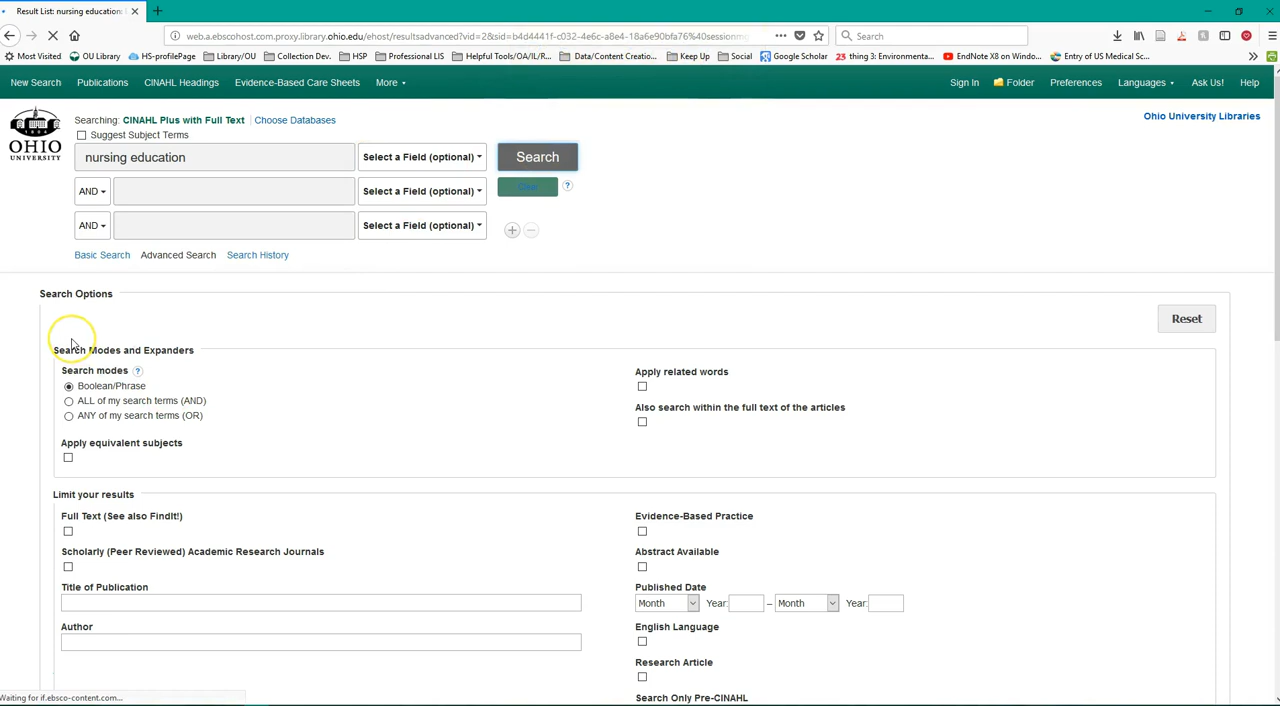 Result List: nursing education: I
web.a.ebscohost.com.proxy.library.ohio.edu/ehost/resultsadvanced?vid=2&sid=b4d4441f-c032-4e6c-a8e4-18a6e90bfa76%40sessionm
Search
Most Visited OU Library HS-profilePage Library/OU Collection Dev. HSP Professional LIS Helpful Tools/OA/IL/R... Data/Content Creatio... Keep Up Social Google Scholar 23 thing 3: Environmenta... EndNote X8 on Windo... Entry of US Medical Sc...
New Search Publications CINAHL Headings Evidence-Based Care Sheets More Sign In Folder Preferences Languages Ask Us! Help
OHIO
UNIVERSITY
Searching: CINAHL Plus with Full Text Choose Databases
Ohio University Libraries
Suggest Subject Terms
nursing education Select a Field (optional) Search
AND Select a Field (optional) Clear ?
AND Select a Field (optional) + −
Basic Search Advanced Search Search History
Search Options
Reset
Search Modes and Expanders
Search modes ?
Boolean/Phrase
ALL of my search terms (AND)
ANY of my search terms (OR)
Apply equivalent subjects
Apply related words
Also search within the full text of the articles
Limit your results
Full Text (See also FindIt!)
Scholarly (Peer Reviewed) Academic Research Journals
Title of Publication
Author
Evidence-Based Practice
Abstract Available
Published Date
Month Year: – Month Year:
English Language
Research Article
Search Only Pre-CINAHL
Waiting for if.ebsco-content.com...